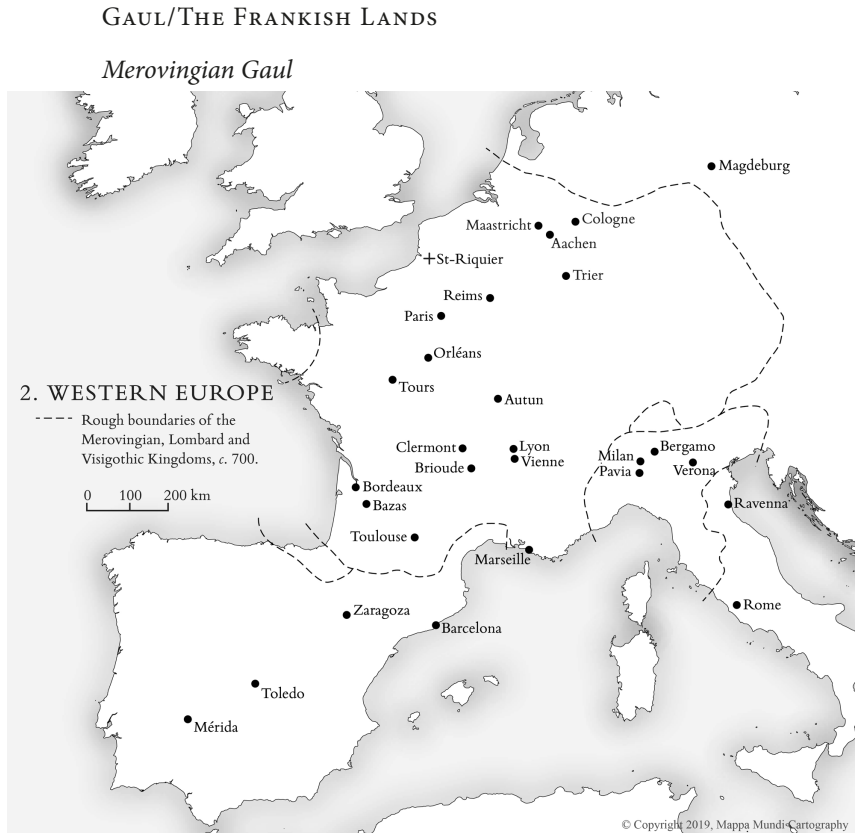 Gaul/The Frankish Lands
Merovingian Gaul
Magdeburg
Cologne
Maastricht
Aachen
St-Riquier
Trier
Reims
Paris
Orléans
Tours
2. WESTERN EUROPE
Autun
Rough boundaries of the
Merovingian, Lombard and
Visigothic Kingdoms, c. 700.
Clermont
Lyon
Brioude
Vienne
Milan
Bergamo
Pavia
Verona
0 100 200 km
Bordeaux
Bazas
Ravenna
Toulouse
Marseille
Zaragoza
Rome
Barcelona
Toledo
Mérida
© Copyright 2019, Mappa Mundi Cartography